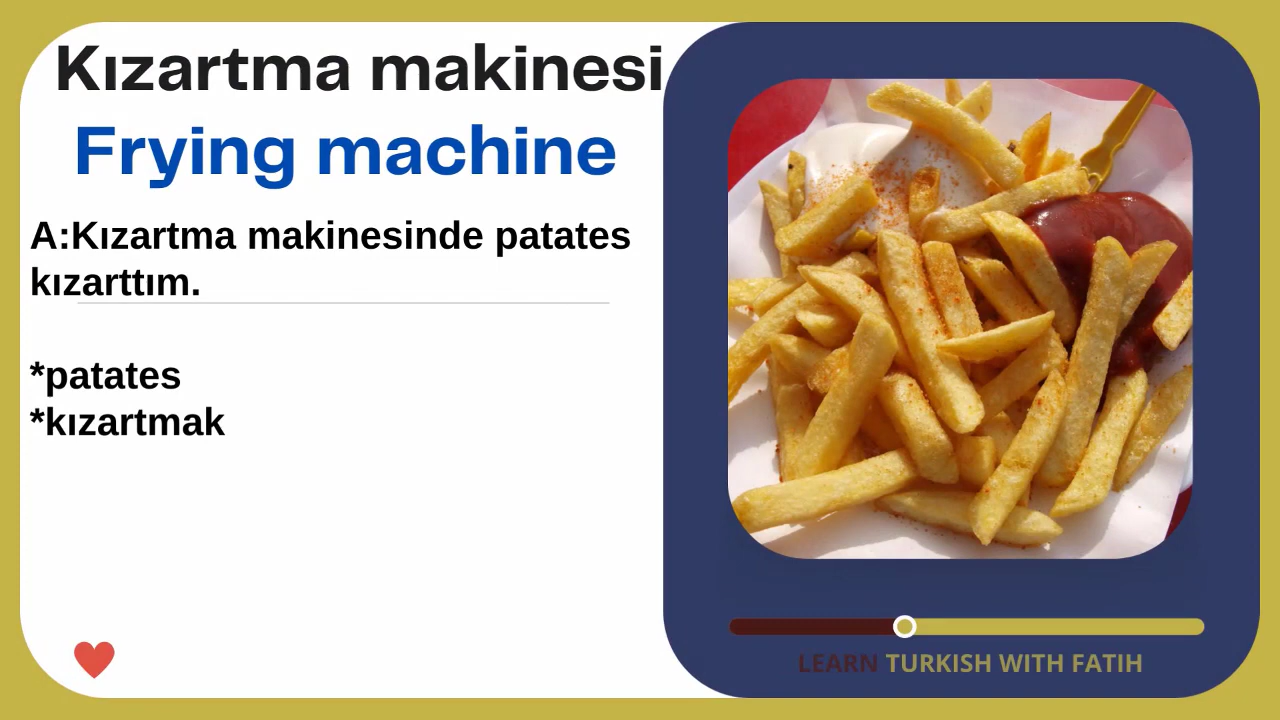 Kızartma makinesi
Frying machine
A:Kızartma makinesinde patates
kızarttım.
*patates
*kızartmak
LEARN TURKISH WITH FATIH